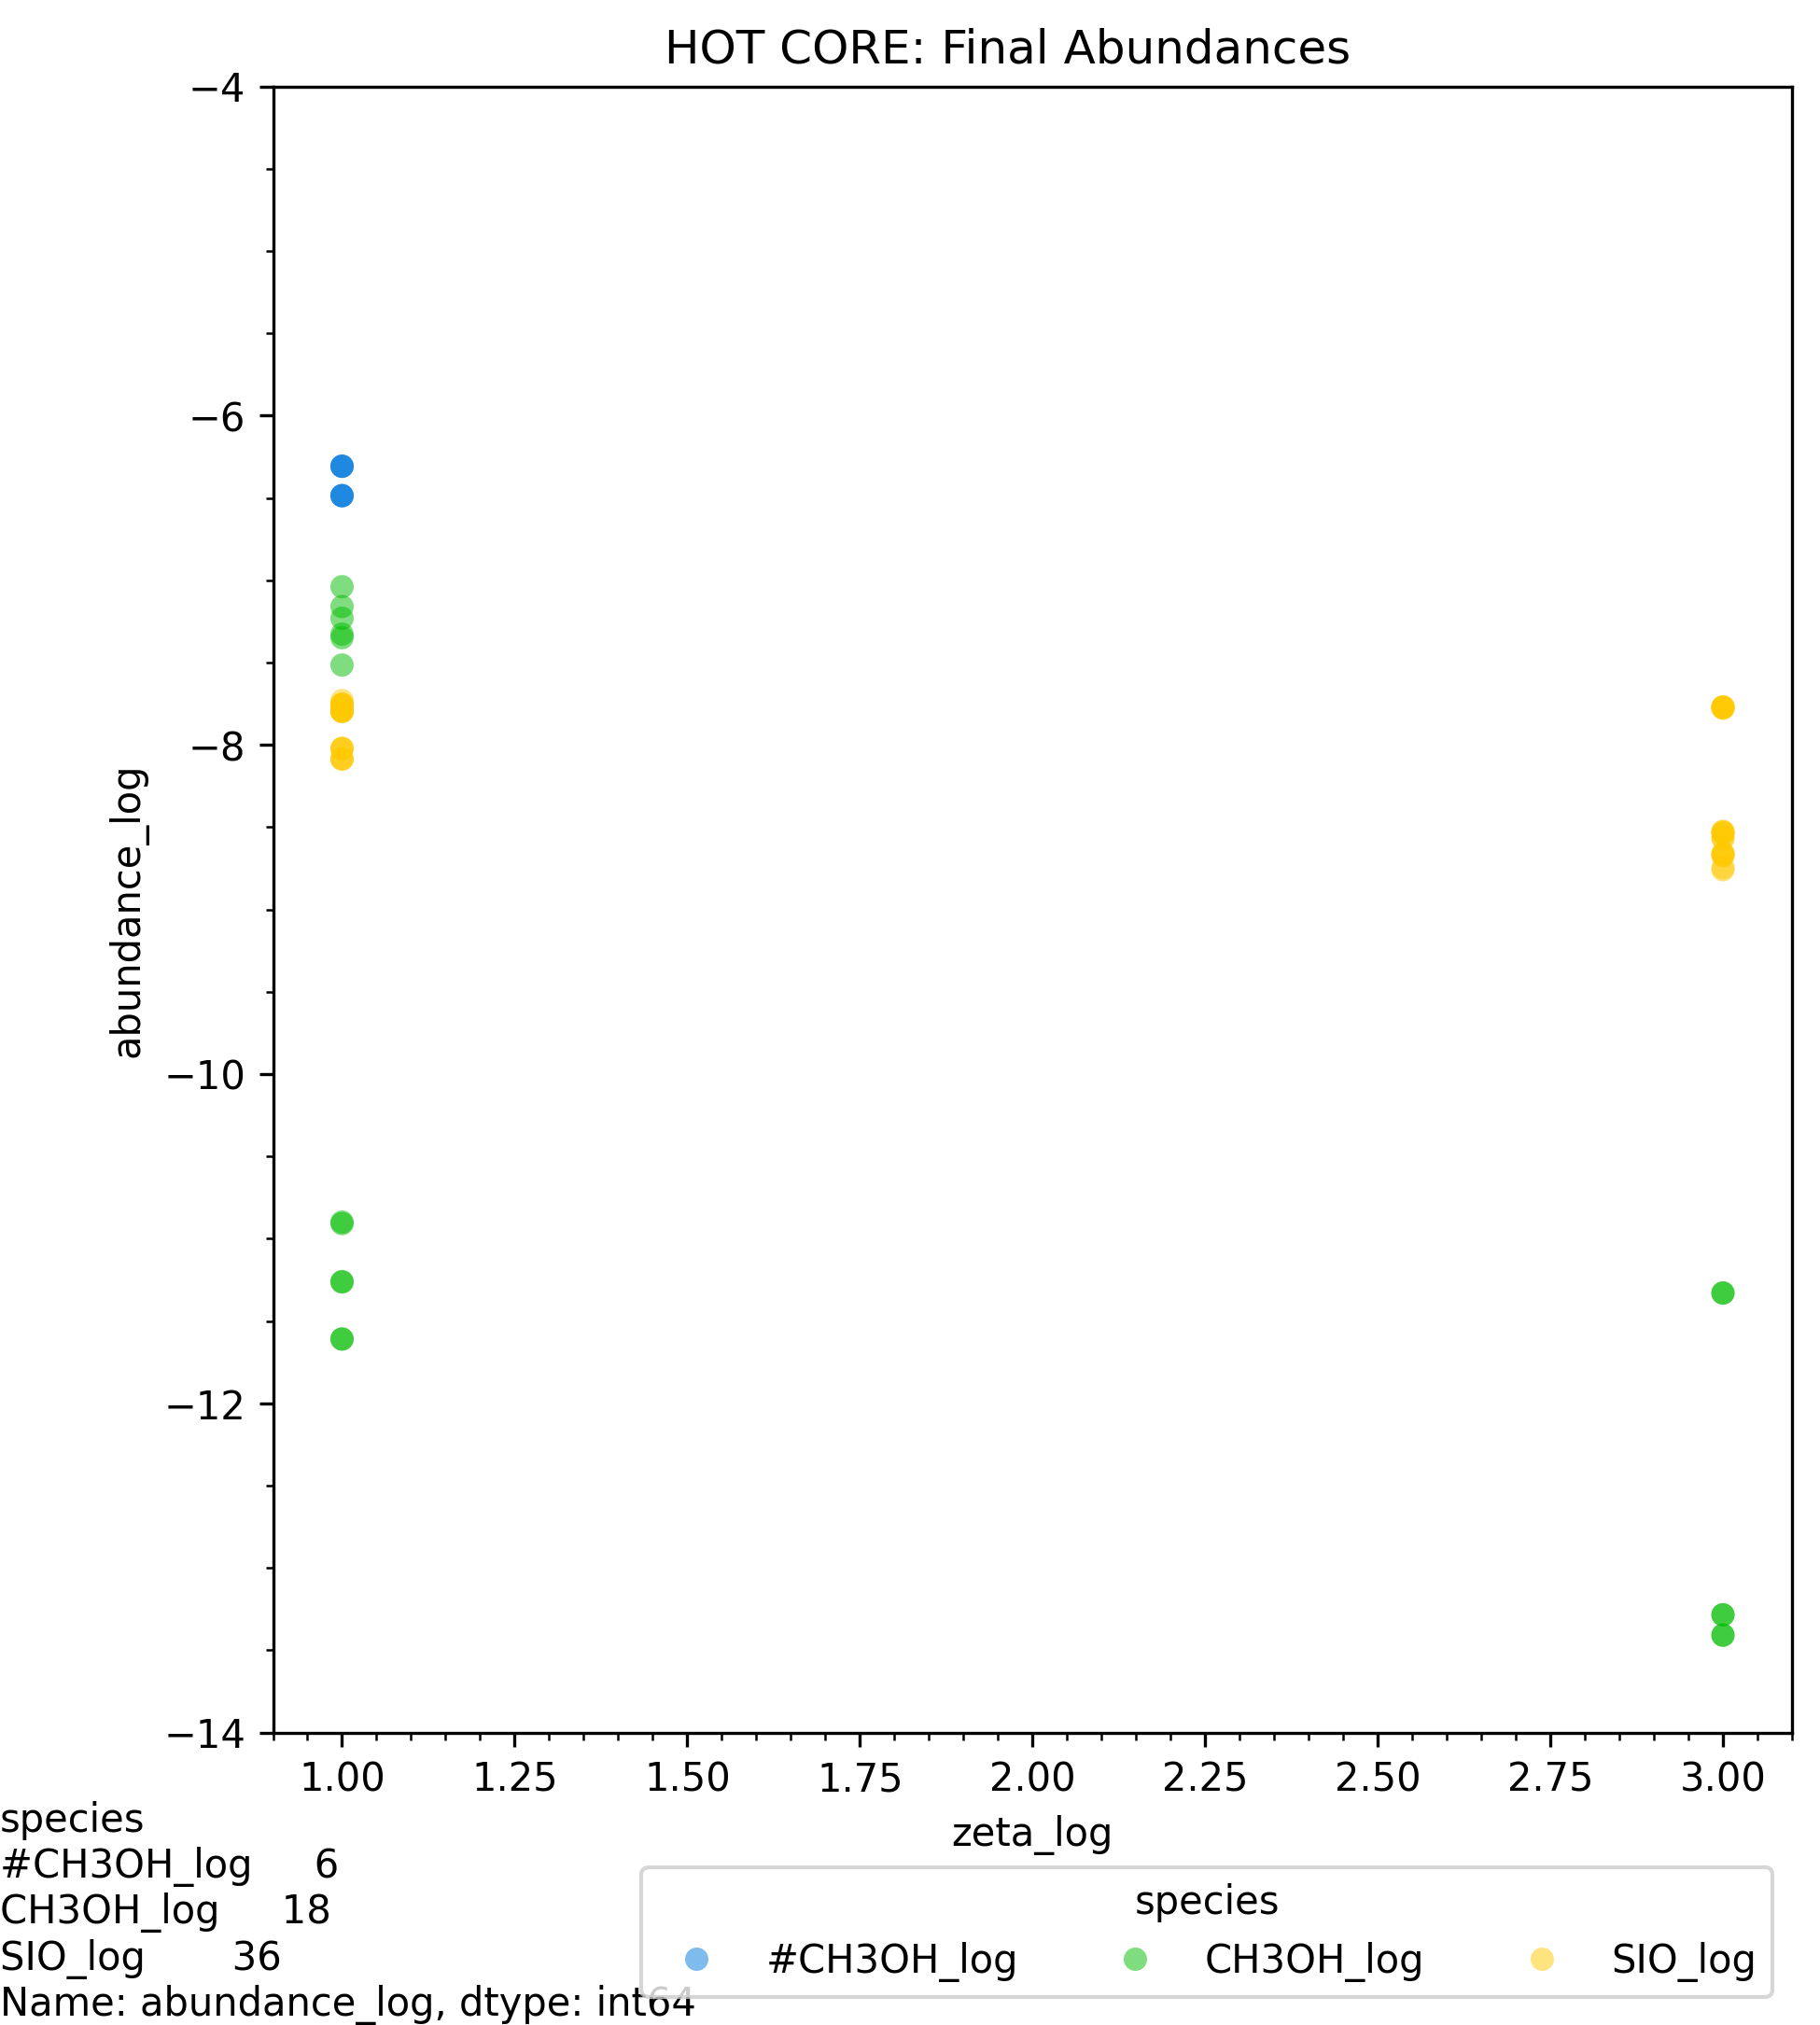 HOT CORE: Final Abundances
−4
−6
−8
−10
−12
−14
abundance_log
1.00 1.25 1.50 1.75 2.00 2.25 2.50 2.75 3.00
zeta_log
species
#CH3OH_log 6
CH3OH_log 18
SIO_log 36
Name: abundance_log, dtype: int64
species
#CH3OH_log CH3OH_log SIO_log